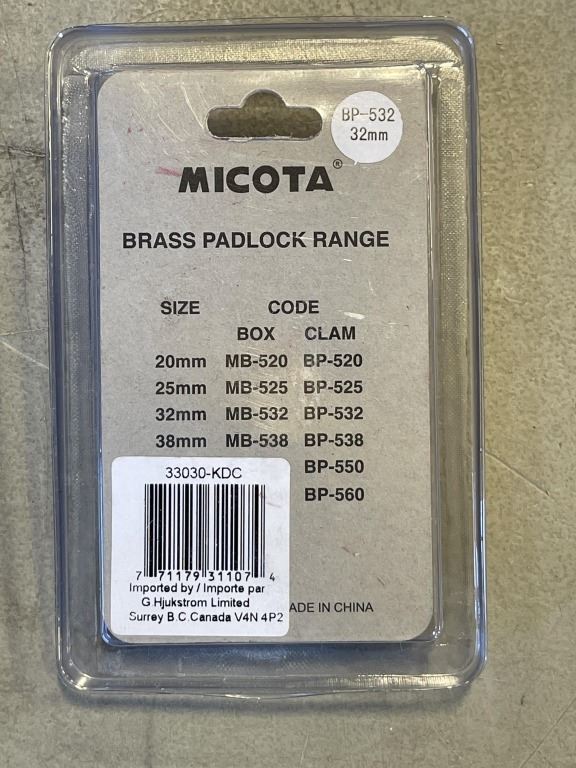 BP-532
32mm
MICOTA®
BRASS PADLOCK RANGE
SIZE CODE
BOX CLAM
20mm MB-520 BP-520
25mm MB-525 BP-525
32mm MB-532 BP-532
38mm MB-538 BP-538
BP-550
BP-560
33030-KDC
7 71179 31107 4
Imported by / Importe par
G.Hjukstrom Limited
Surrey B.C.Canada V4N 4P2
ADE IN CHINA